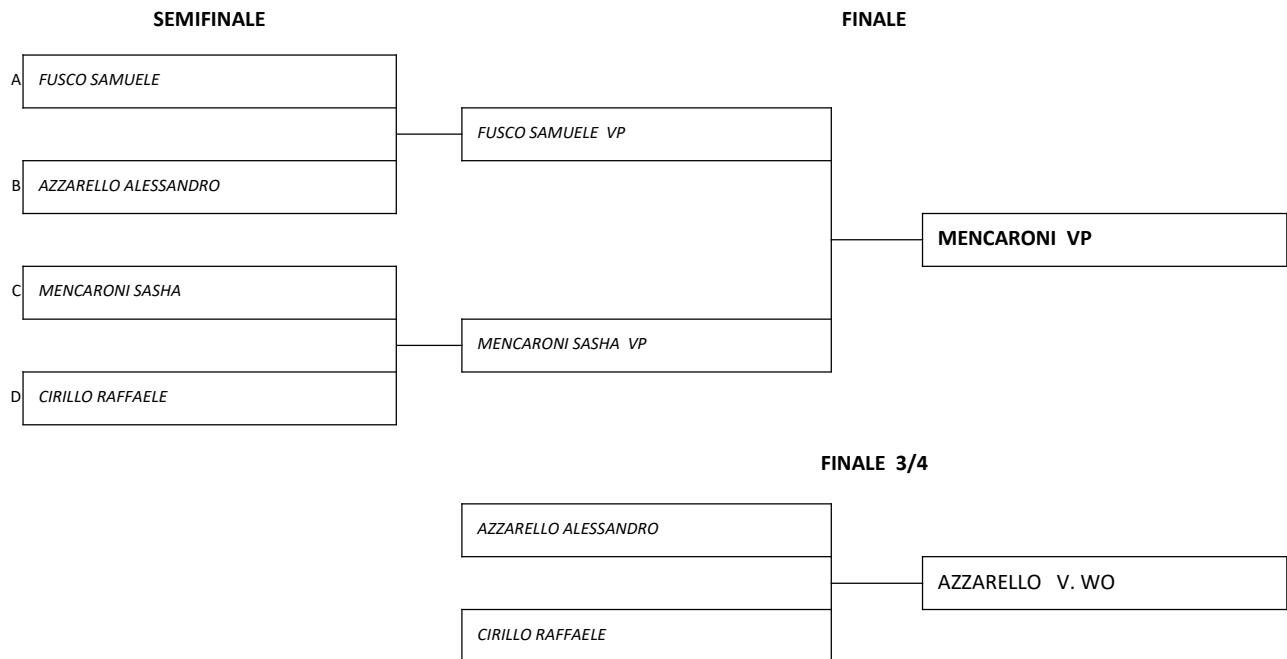 SEMIFINALE
FINALE
A FUSCO SAMUELE
FUSCO SAMUELE VP
B AZZARELLO ALESSANDRO
MENCARONI VP
C MENCARONI SASHA
MENCARONI SASHA VP
D CIRILLO RAFFAELE
FINALE 3/4
AZZARELLO ALESSANDRO
AZZARELLO V. WO
CIRILLO RAFFAELE